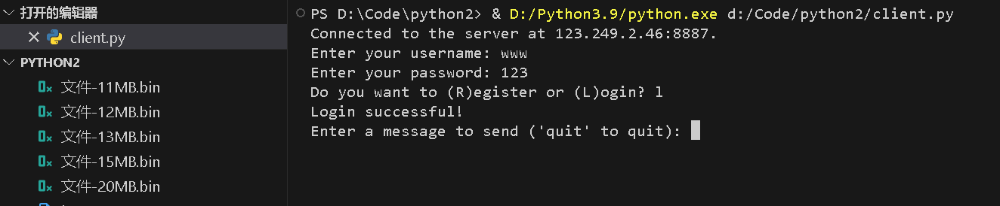 打开的编辑器
client.py
PYTHON2
文件-11MB.bin
文件-12MB.bin
文件-13MB.bin
文件-15MB.bin
文件-20MB.bin
PS D:\Code\python2> & D:/Python3.9/python.exe d:/Code/python2/client.py
Connected to the server at 123.249.2.46:8887.
Enter your username: www
Enter your password: 123
Do you want to (R)egister or (L)ogin? l
Login successful!
Enter a message to send ('quit' to quit):